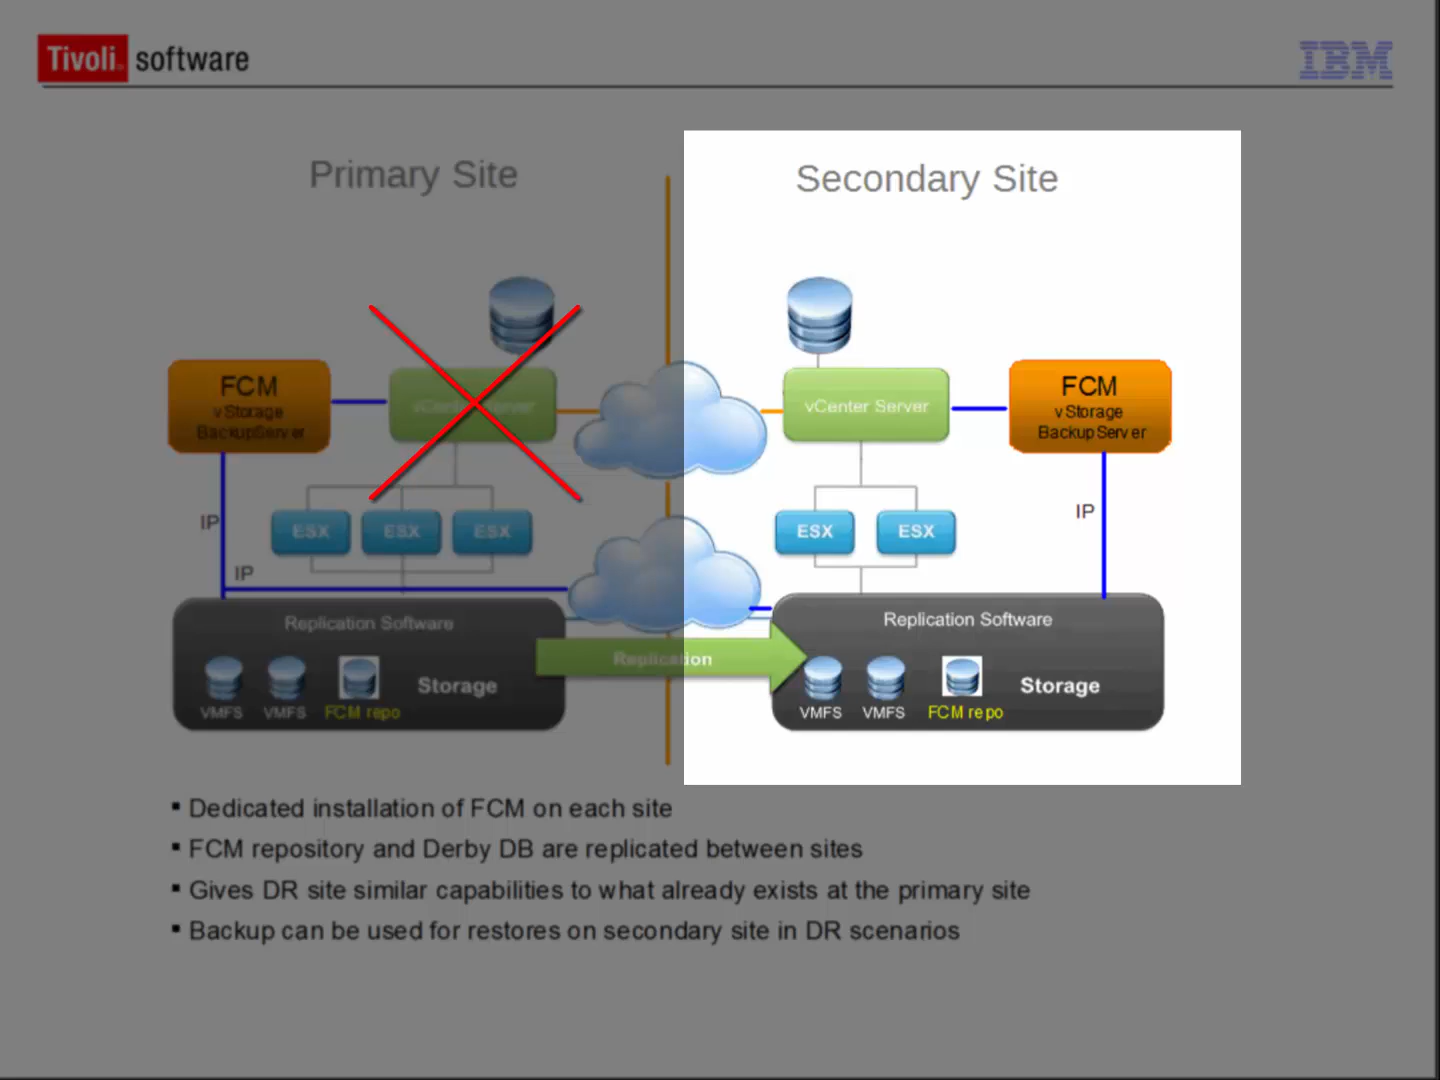 Tivoli. software
IBM
Primary Site
Secondary Site
FCM
vStorage
BackupServer
vCenter Server
vCenter Server
FCM
vStorage
BackupServer
IP
ESX
ESX
ESX
ESX
ESX
IP
IP
Replication Software
Replication Software
Replication
VMFS
VMFS
FCM repo
Storage
VMFS
VMFS
FCM repo
Storage
▪ Dedicated installation of FCM on each site
▪ FCM repository and Derby DB are replicated between sites
▪ Gives DR site similar capabilities to what already exists at the primary site
▪ Backup can be used for restores on secondary site in DR scenarios